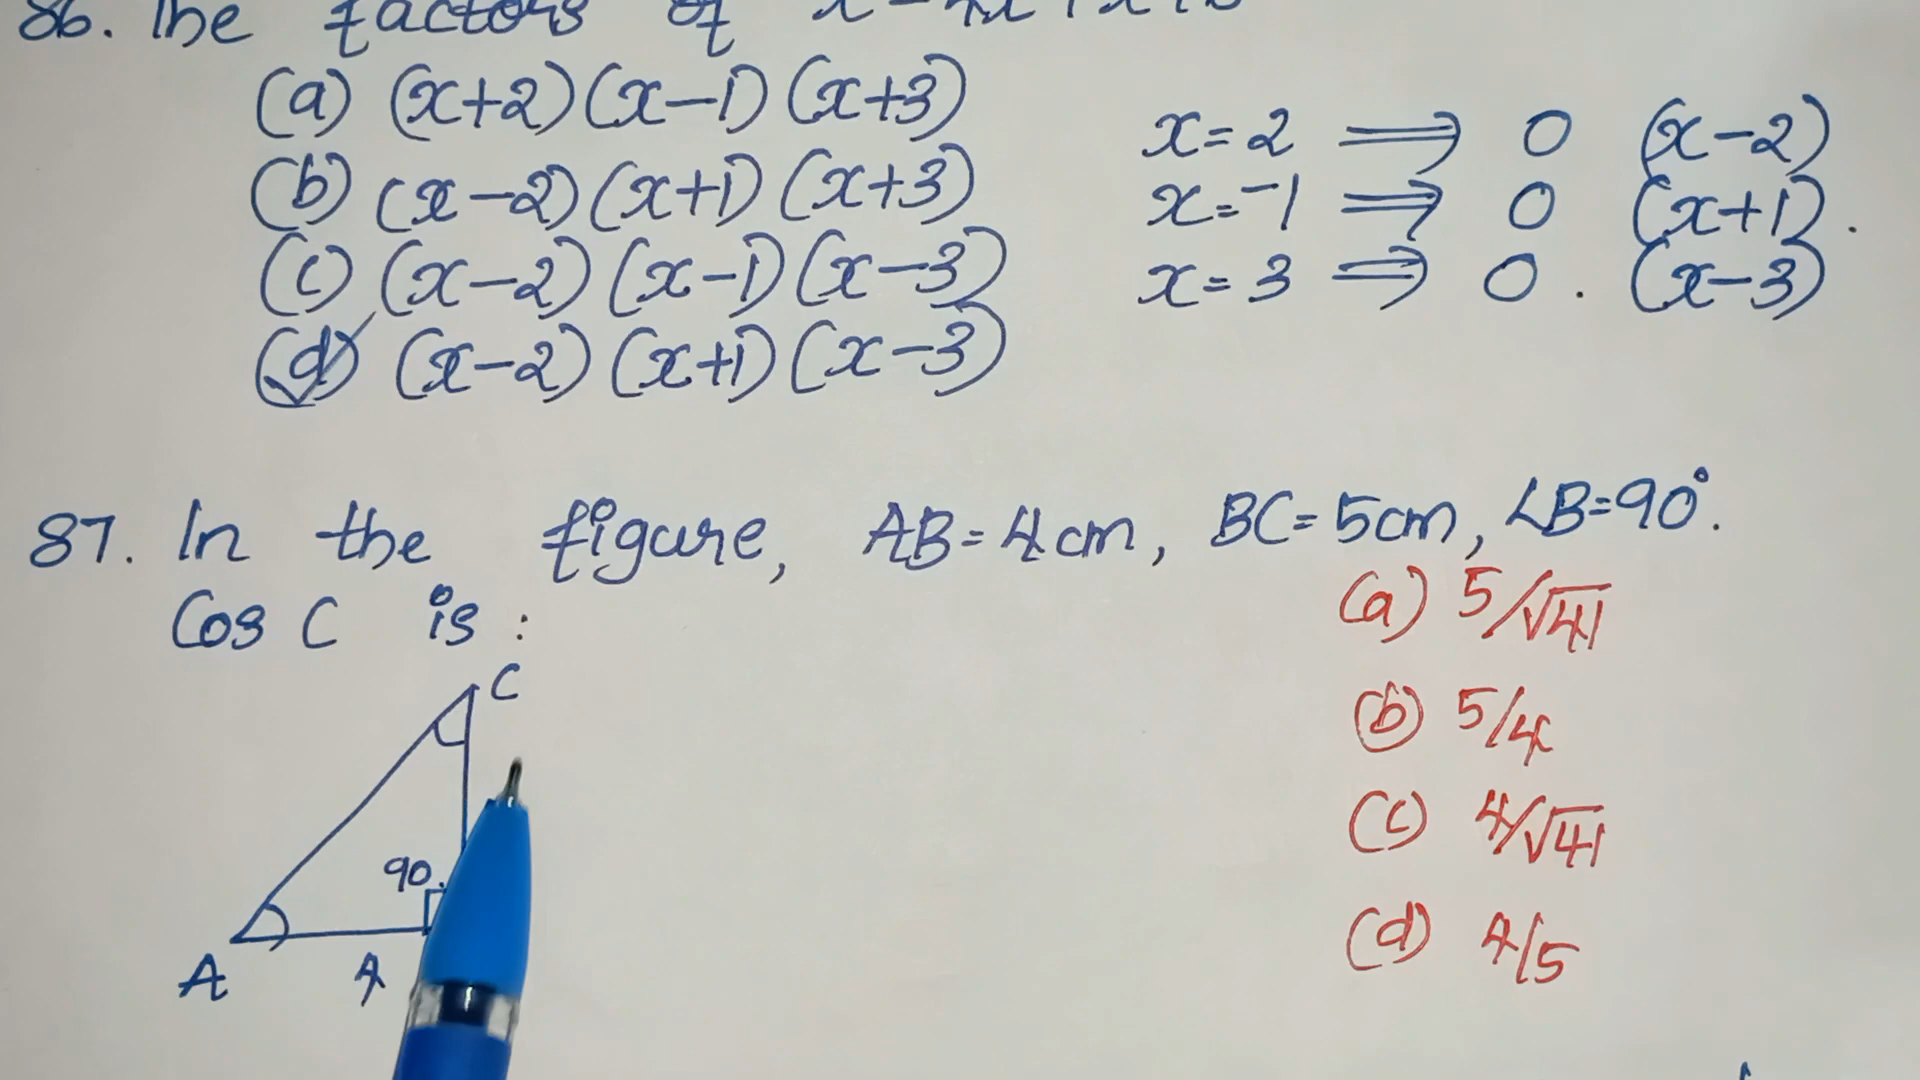 86. The factors of
(a) (x+2)(x-1)(x+3)
(b) (x-2)(x+1)(x+3)
(c) (x-2)(x-1)(x-3)
(d) (x-2)(x+1)(x-3)
x=2 ⟹ 0 (x-2)
x=-1 ⟹ 0 (x+1).
x=3 ⟹ 0. (x-3)
87. In the figure, AB=4cm, BC=5cm, ∠B=90°.
Cos C is :
C
90
A
4
(a) 5/√41
(b) 5/4
(c) 4/√41
(d) 4/5